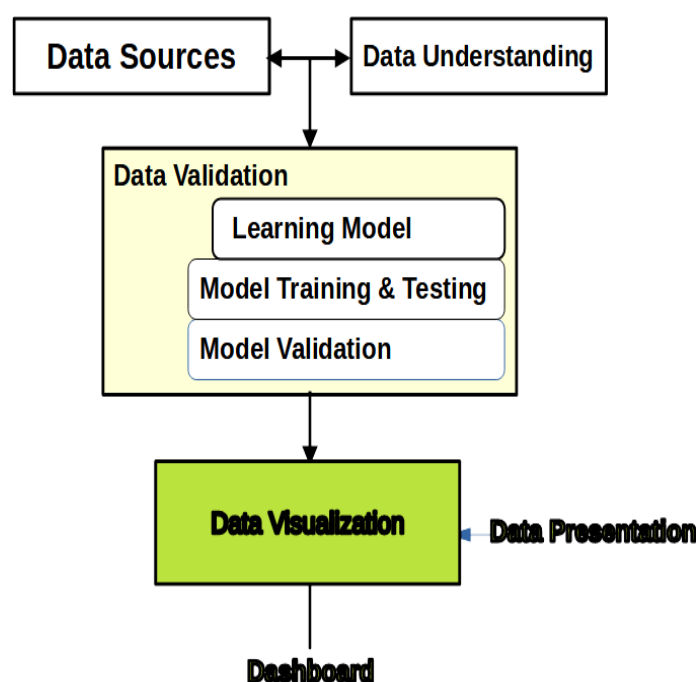 Data Sources
Data Understanding
Data Validation
Learning Model
Model Training & Testing
Model Validation
Data Visualization
Data Presentation
Dashboard